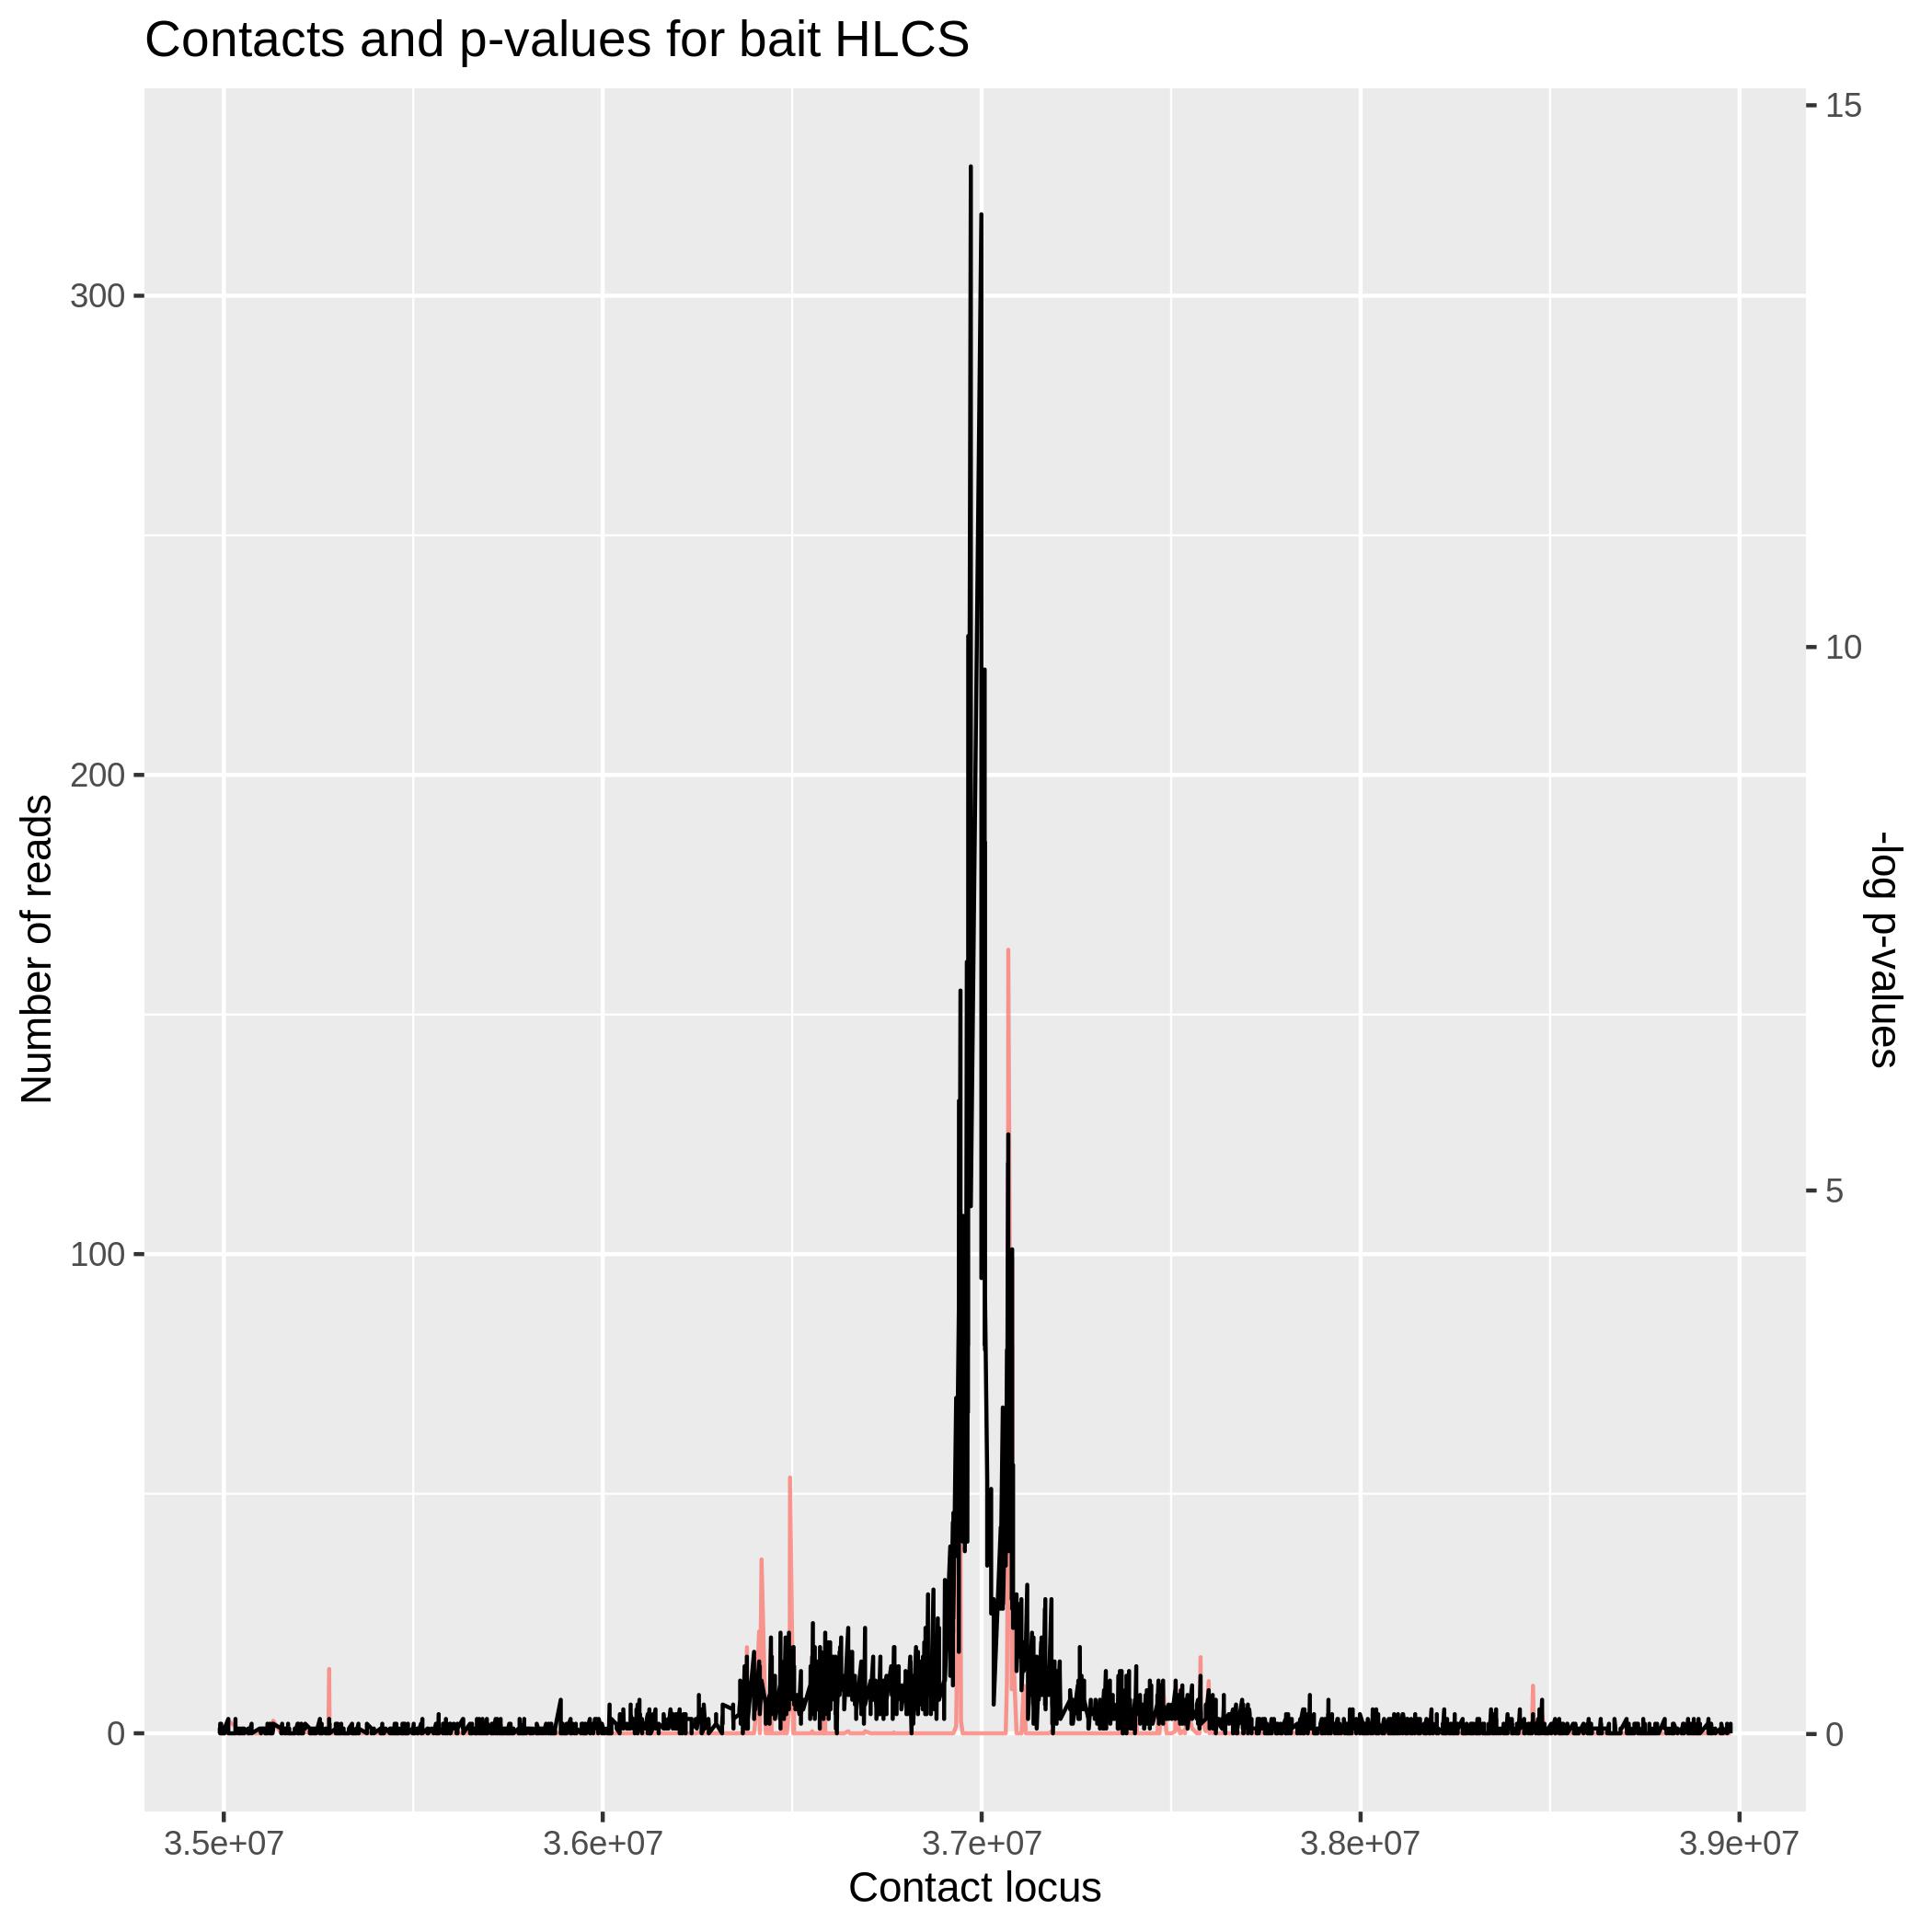 Contacts and p-values for bait HLCS
15
300
10
200
Number of reads
-log p-values
5
100
0
0
3.5e+07 3.6e+07 3.7e+07 3.8e+07 3.9e+07
Contact locus